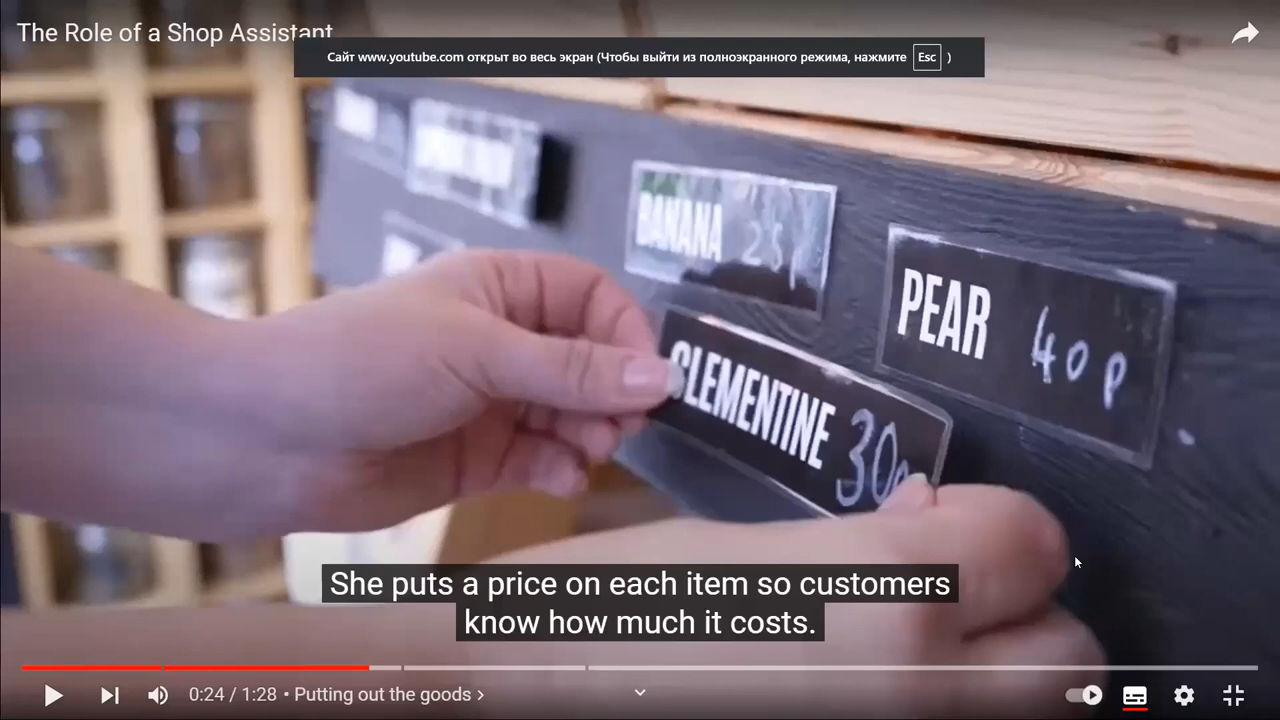 The Role of a Shop Assistant
Сайт www.youtube.com открыт во весь экран (Чтобы выйти из полноэкранного режима, нажмите Esc )
BANANA 25p
PEAR 40p
CLEMENTINE 30p
She puts a price on each item so customers
know how much it costs.
0:24 / 1:28 • Putting out the goods >